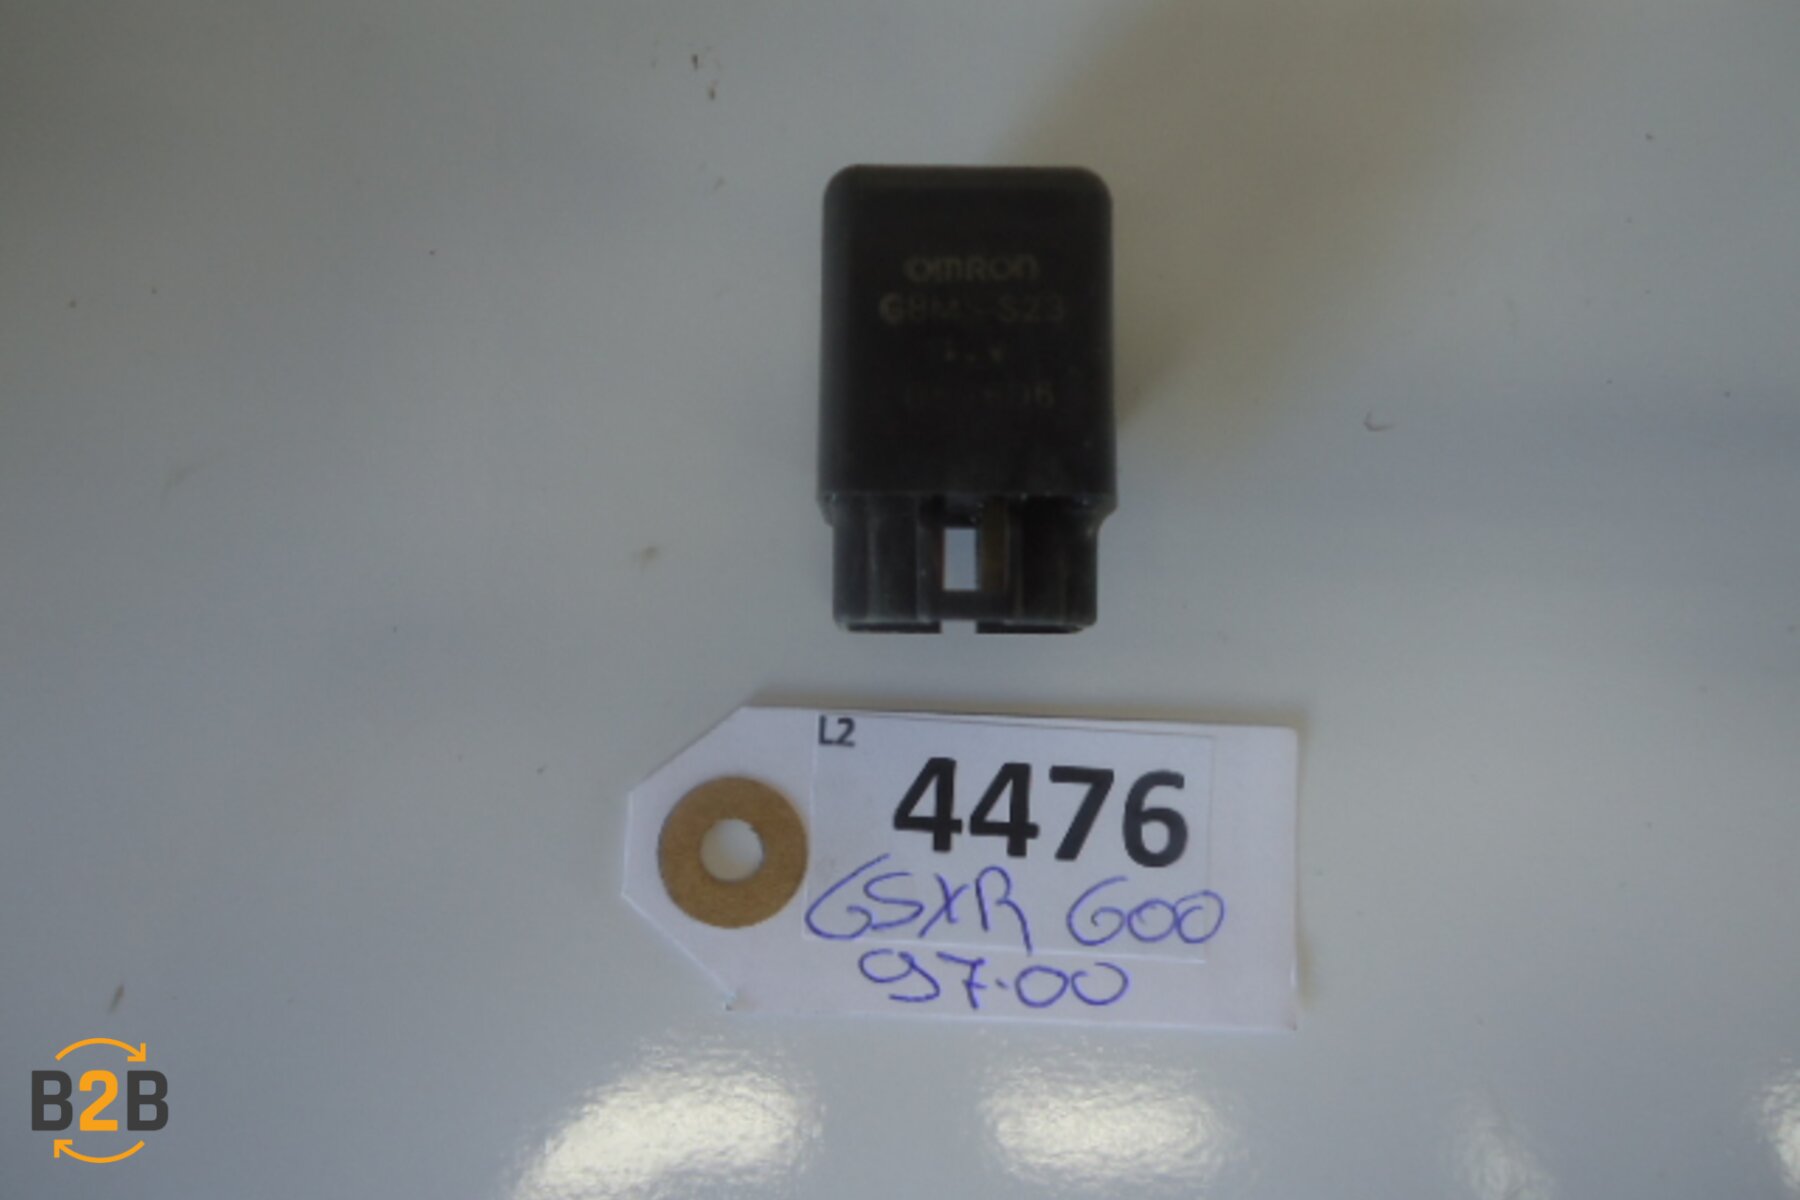 OMRON
G8MS-S23
L2
4476
GSXR 600
97.00
B2B